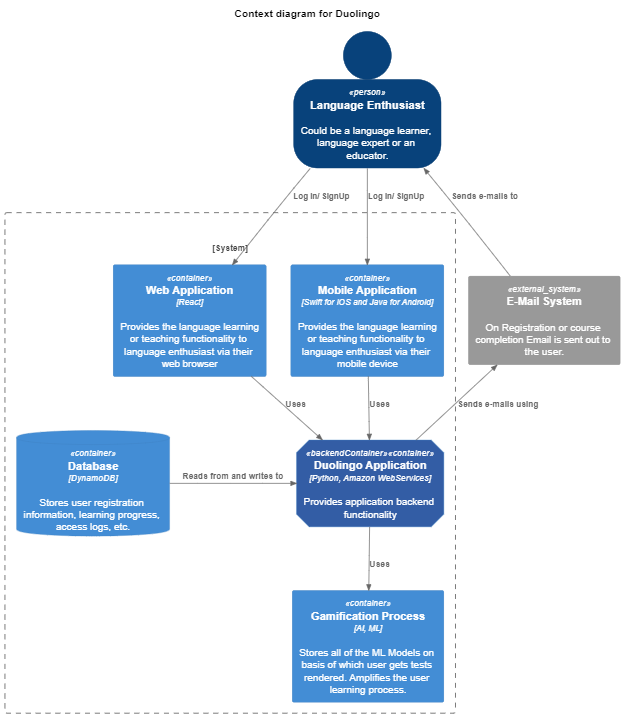 Context diagram for Duolingo
«person»
Language Enthusiast
Could be a language learner,
language expert or an
educator.
Log in/ SignUp
Log in/ SignUp
Sends e-mails to
[System]
«container»
Web Application
[React]
Provides the language learning
or teaching functionality to
language enthusiast via their
web browser
«container»
Mobile Application
[Swift for IOS and Java for Android]
Provides the language learning
or teaching functionality to
language enthusiast via their
mobile device
«external_system»
E-Mail System
On Registration or course
completion Email is sent out to
the user.
Uses
Uses
Sends e-mails using
«container»
Database
[DynamoDB]
Stores user registration
information, learning progress,
access logs, etc.
Reads from and writes to
«backendContainer»«container»
Duolingo Application
[Python, Amazon WebServices]
Provides application backend
functionality
Uses
«container»
Gamification Process
[AI, ML]
Stores all of the ML Models on
basis of which user gets tests
rendered. Amplifies the user
learning process.